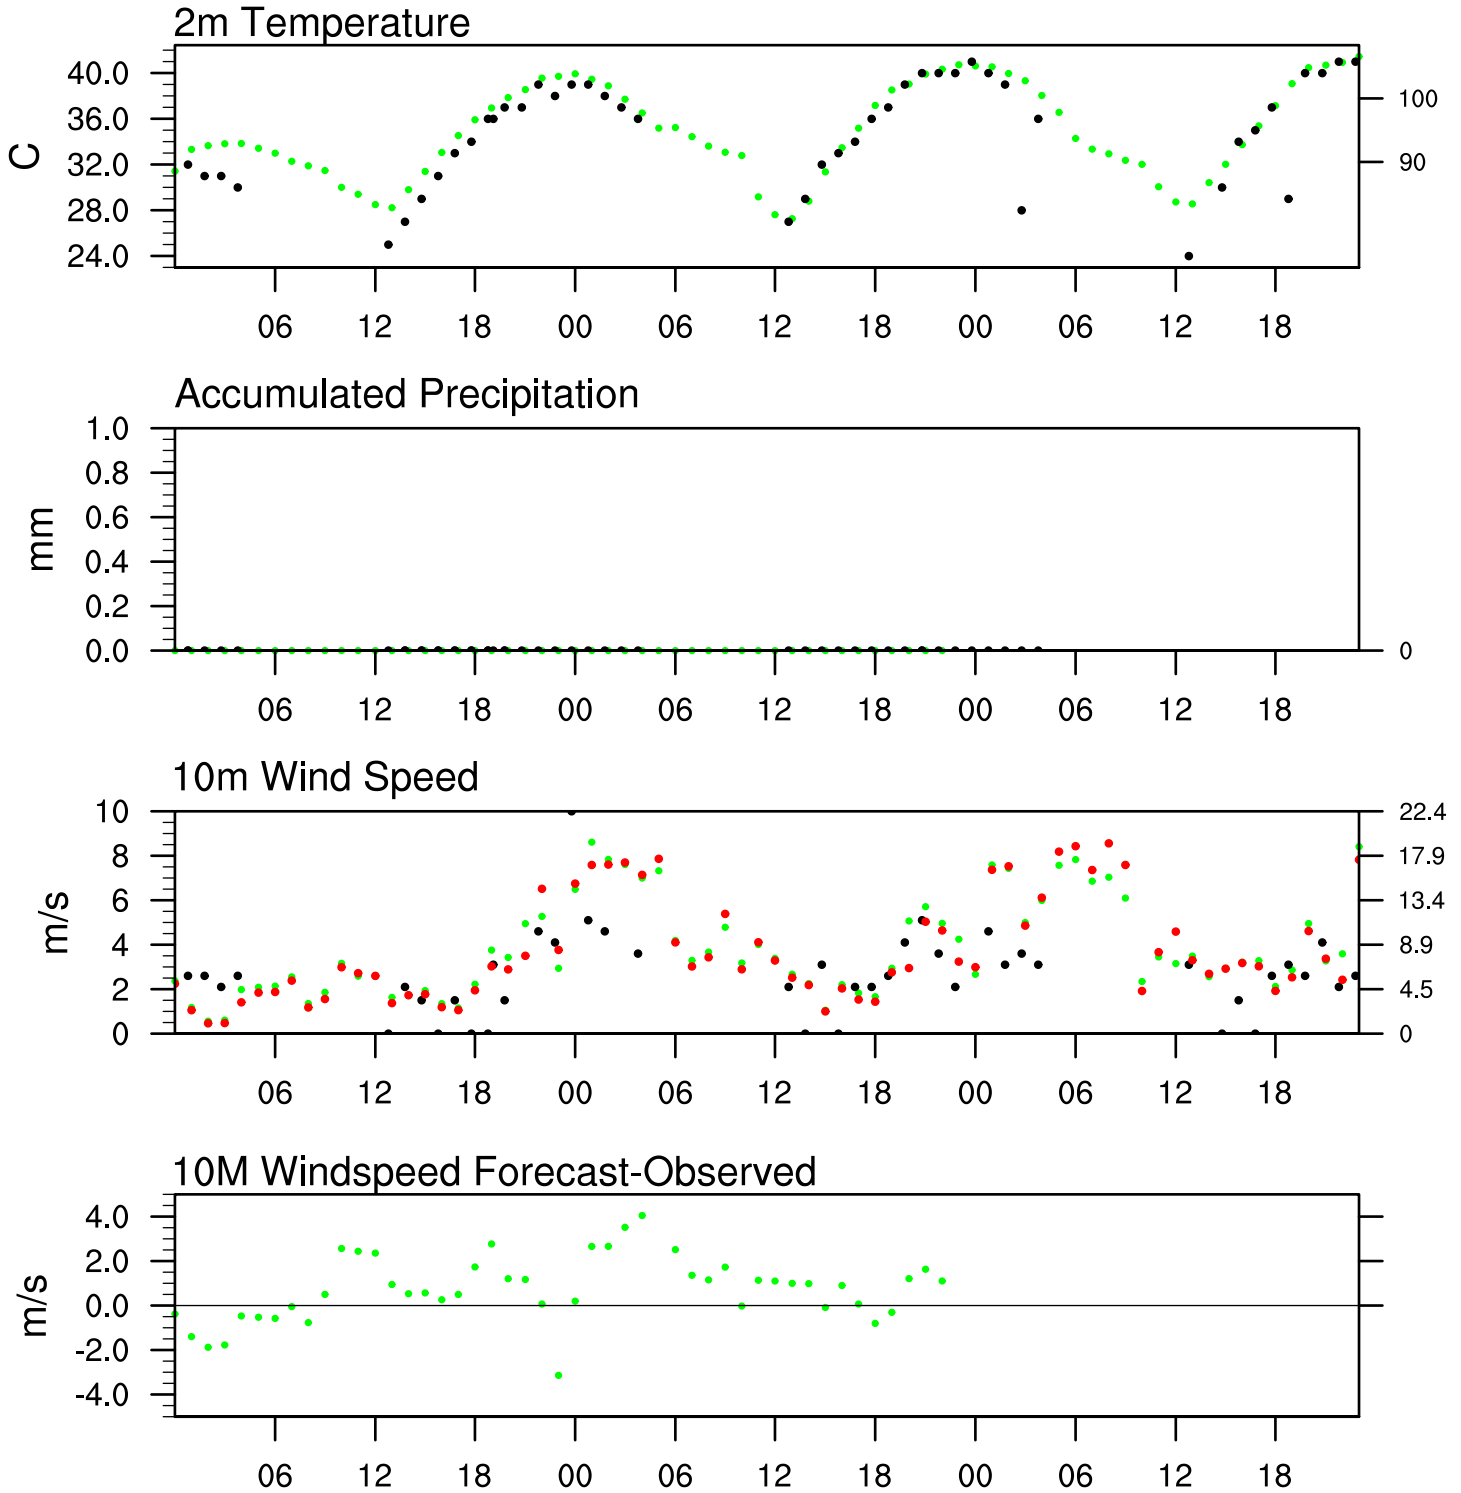 2m Temperature
40.0
36.0
100
C
32.0
90
28.0
24.0
06 12 18 00 06 12 18 00 06 12 18
Accumulated Precipitation
1.0
0.8
0.6
mm
0.4
0.2
0.0 0
06 12 18 00 06 12 18 00 06 12 18
10m Wind Speed
10 22.4
8 17.9
6 13.4
m/s
4 8.9
2 4.5
0 0
06 12 18 00 06 12 18 00 06 12 18
10M Windspeed Forecast-Observed
4.0
2.0
m/s
0.0
-2.0
-4.0
06 12 18 00 06 12 18 00 06 12 18